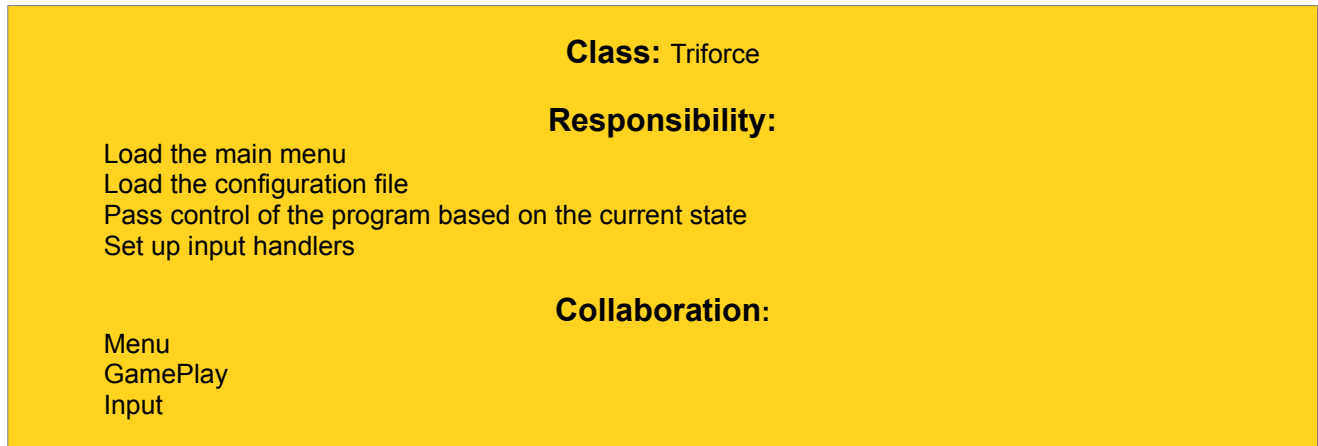 Class: Triforce
Responsibility:
Load the main menu
Load the configuration file
Pass control of the program based on the current state
Set up input handlers
Collaboration:
Menu
GamePlay
Input